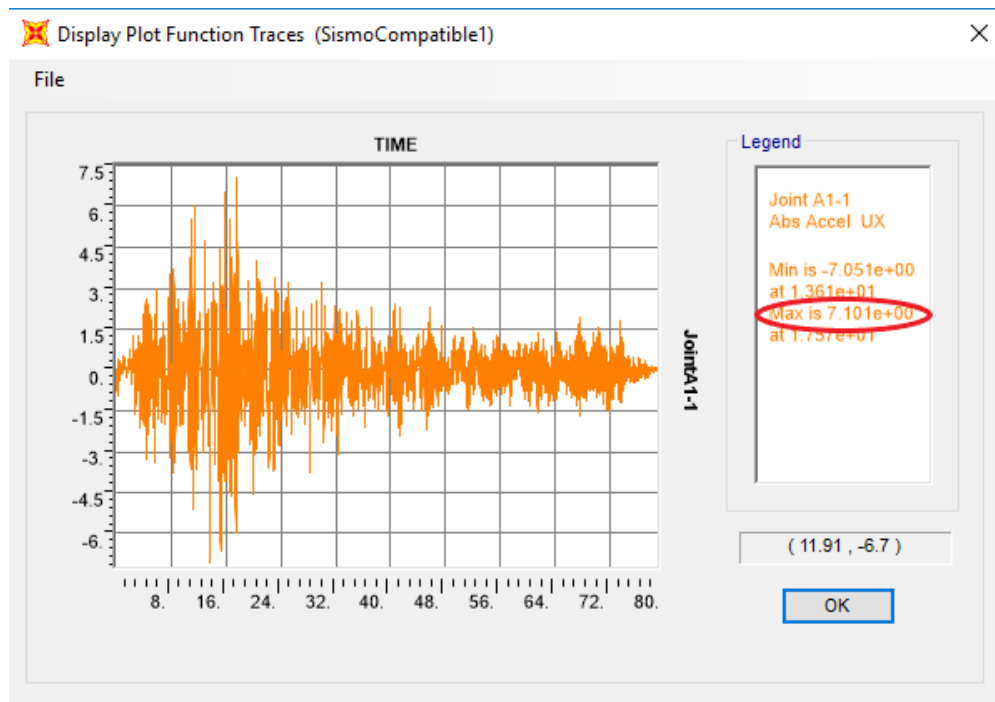 Display Plot Function Traces (SismoCompatible1)
File
TIME
7.5
6.
4.5
3.
1.5
0.
-1.5
-3.
-4.5
-6.
8. 16. 24. 32. 40. 48. 56. 64. 72. 80.
JointA1-1
Legend
Joint A1-1
Abs Accel UX
Min is -7.051e+00
at 1.361e+01
Max is 7.101e+00
at 1.757e+01
( 11.91 , -6.7 )
OK